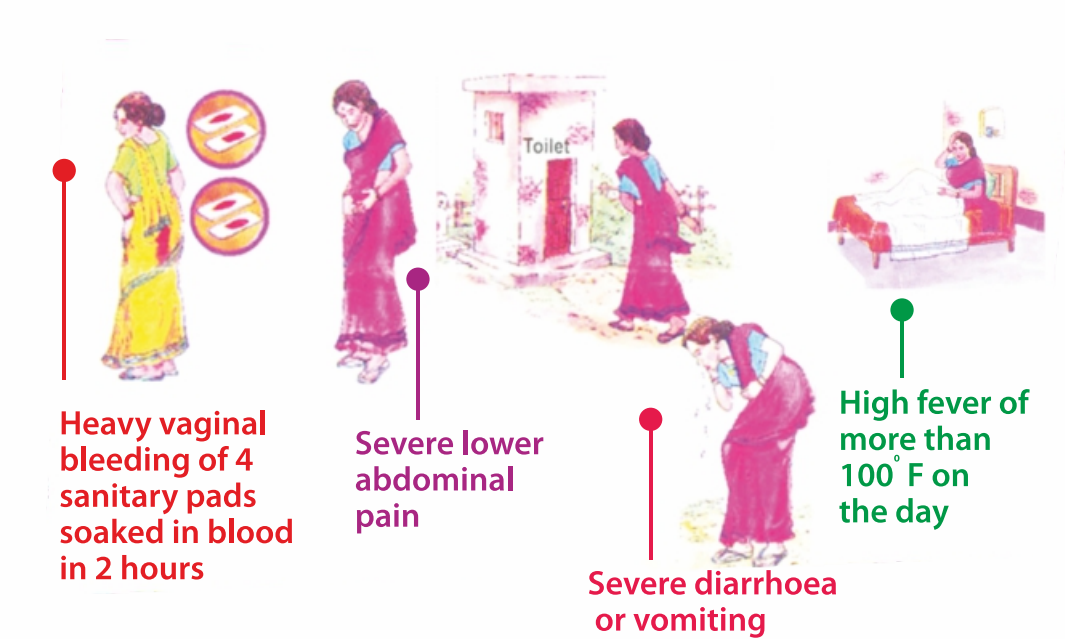 Toilet
Heavy vaginal
bleeding of 4
sanitary pads
soaked in blood
in 2 hours
Severe lower
abdominal
pain
Severe diarrhoea
or vomiting
High fever of
more than
100° F on
the day